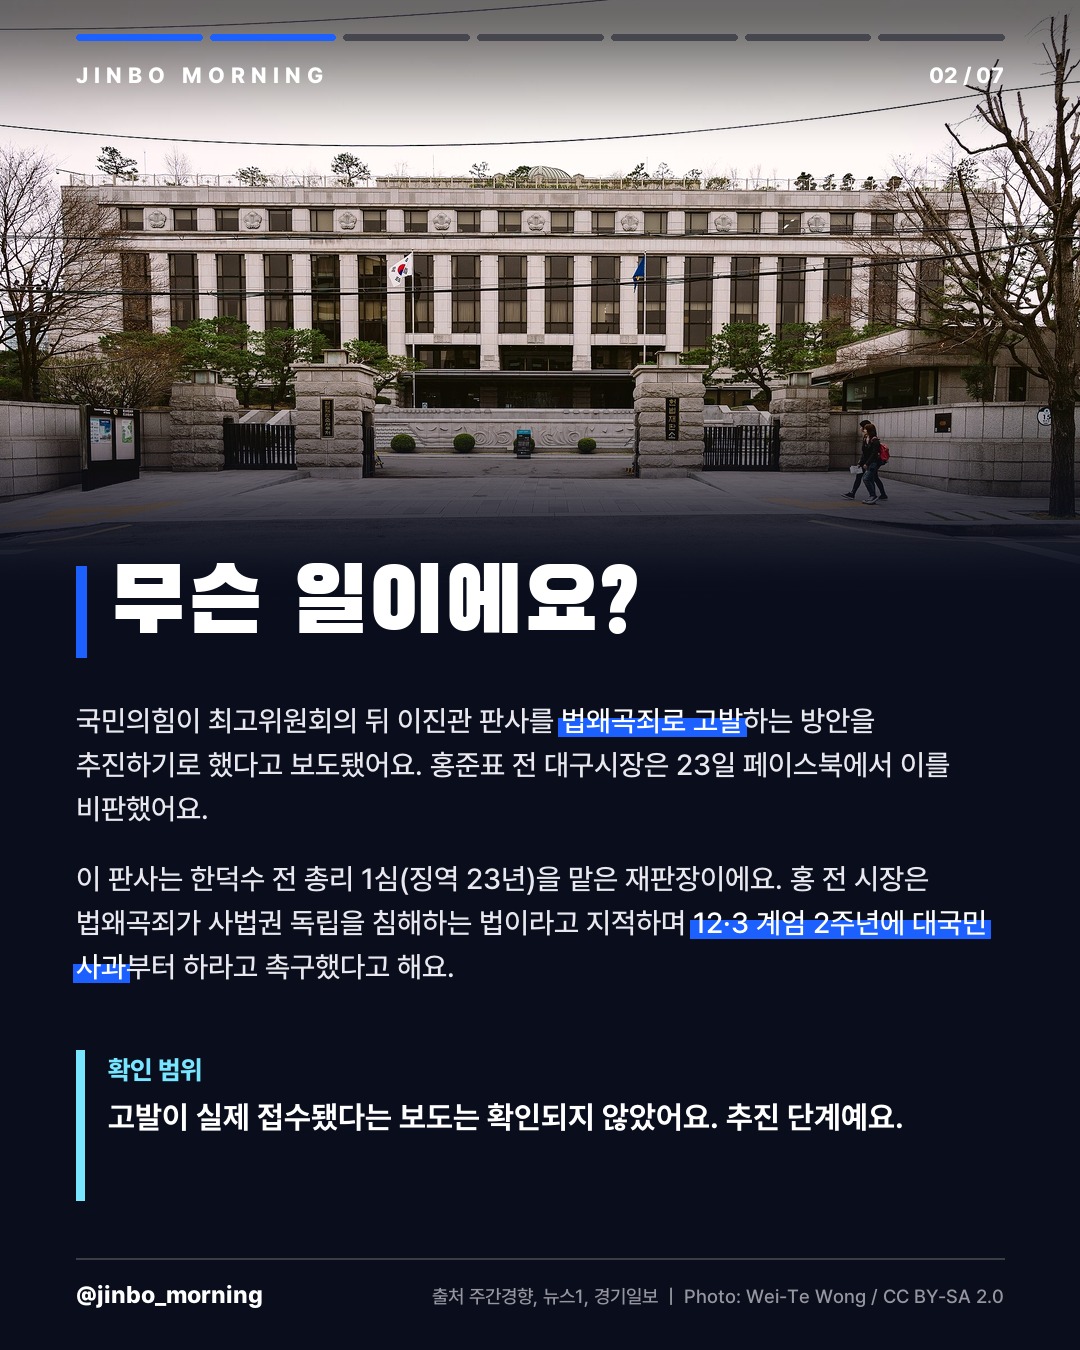 JINBO MORNING
02 / 07
헌법재판소
무슨 일이에요?
국민의힘이 최고위원회의 뒤 이진관 판사를 법왜곡죄로 고발하는 방안을
추진하기로 했다고 보도됐어요. 홍준표 전 대구시장은 23일 페이스북에서 이를
비판했어요.
이 판사는 한덕수 전 총리 1심(징역 23년)을 맡은 재판장이에요. 홍 전 시장은
법왜곡죄가 사법권 독립을 침해하는 법이라고 지적하며 12·3 계엄 2주년에 대국민
사과부터 하라고 촉구했다고 해요.
확인 범위
고발이 실제 접수됐다는 보도는 확인되지 않았어요. 추진 단계예요.
@jinbo_morning
출처 주간경향, 뉴스1, 경기일보 | Photo: Wei-Te Wong / CC BY-SA 2.0